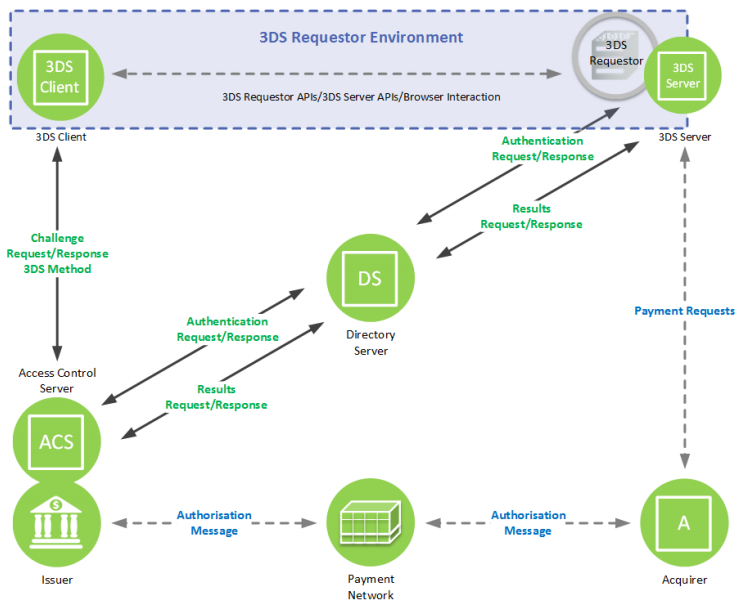 3DS Requestor Environment
3DS
Client
3DS
Requestor
3DS
Server
3DS Requestor APIs/3DS Server APIs/Browser Interaction
3DS Client
3DS Server
Authentication
Request/Response
Results
Request/Response
Challenge
Request/Response
3DS Method
DS
Directory
Server
Payment Requests
Authentication
Request/Response
Results
Request/Response
Access Control
Server
ACS
$
Issuer
Authorisation
Message
Payment
Network
Authorisation
Message
A
Acquirer